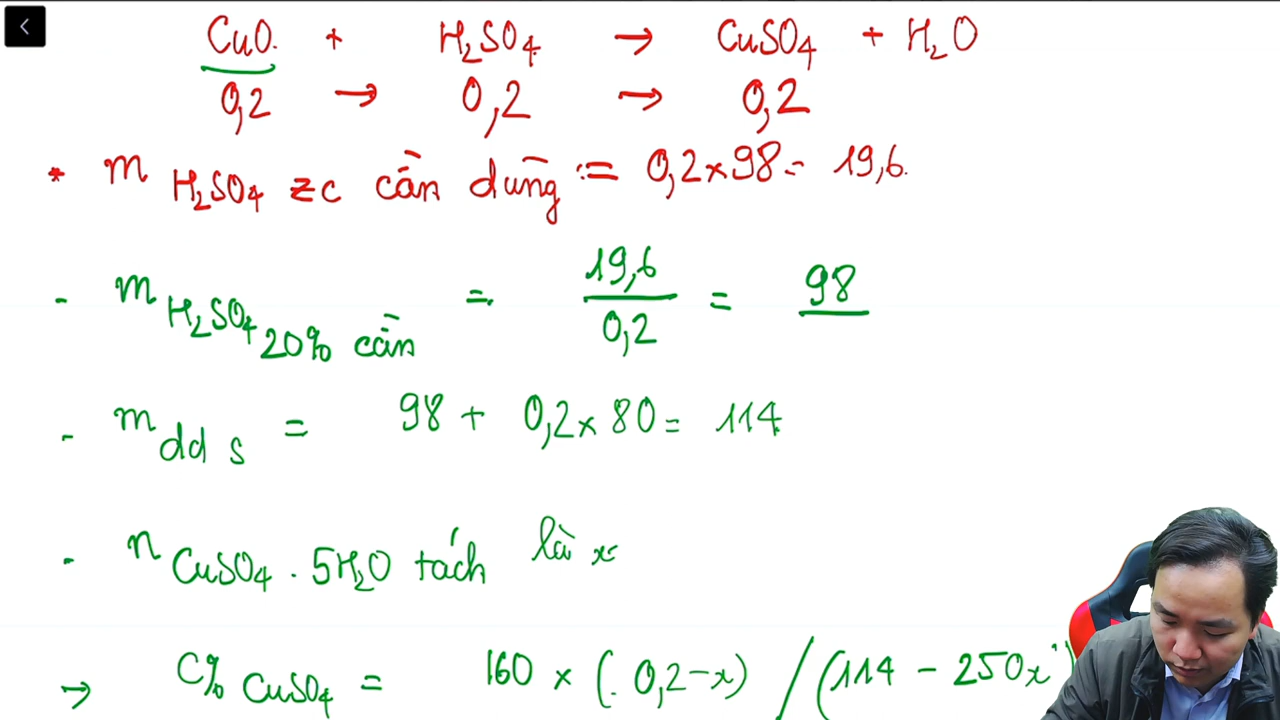 CuO + H₂SO₄ → CuSO₄ + H₂O
0,2 → 0,2 → 0,2
* m H₂SO₄ zc cần dùng := 0,2 × 98 = 19,6.
- m H₂SO₄ 20% cần = 19,6 / 0,2 = 98
- m dd s = 98 + 0,2 × 80 = 114
- n CuSO₄ . 5H₂O tách là x
→ C% CuSO₄ = 160 × (0,2 - x) / (114 - 250x)